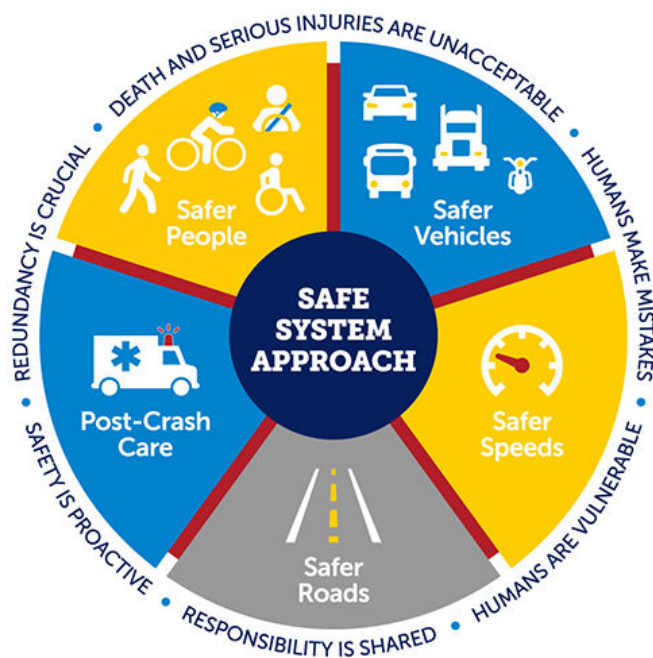 DEATH AND SERIOUS INJURIES ARE UNACCEPTABLE
HUMANS MAKE MISTAKES
HUMANS ARE VULNERABLE
RESPONSIBILITY IS SHARED
SAFETY IS PROACTIVE
REDUNDANCY IS CRUCIAL
Safer
People
Safer
Vehicles
SAFE
SYSTEM
APPROACH
Post-Crash
Care
Safer
Speeds
Safer
Roads